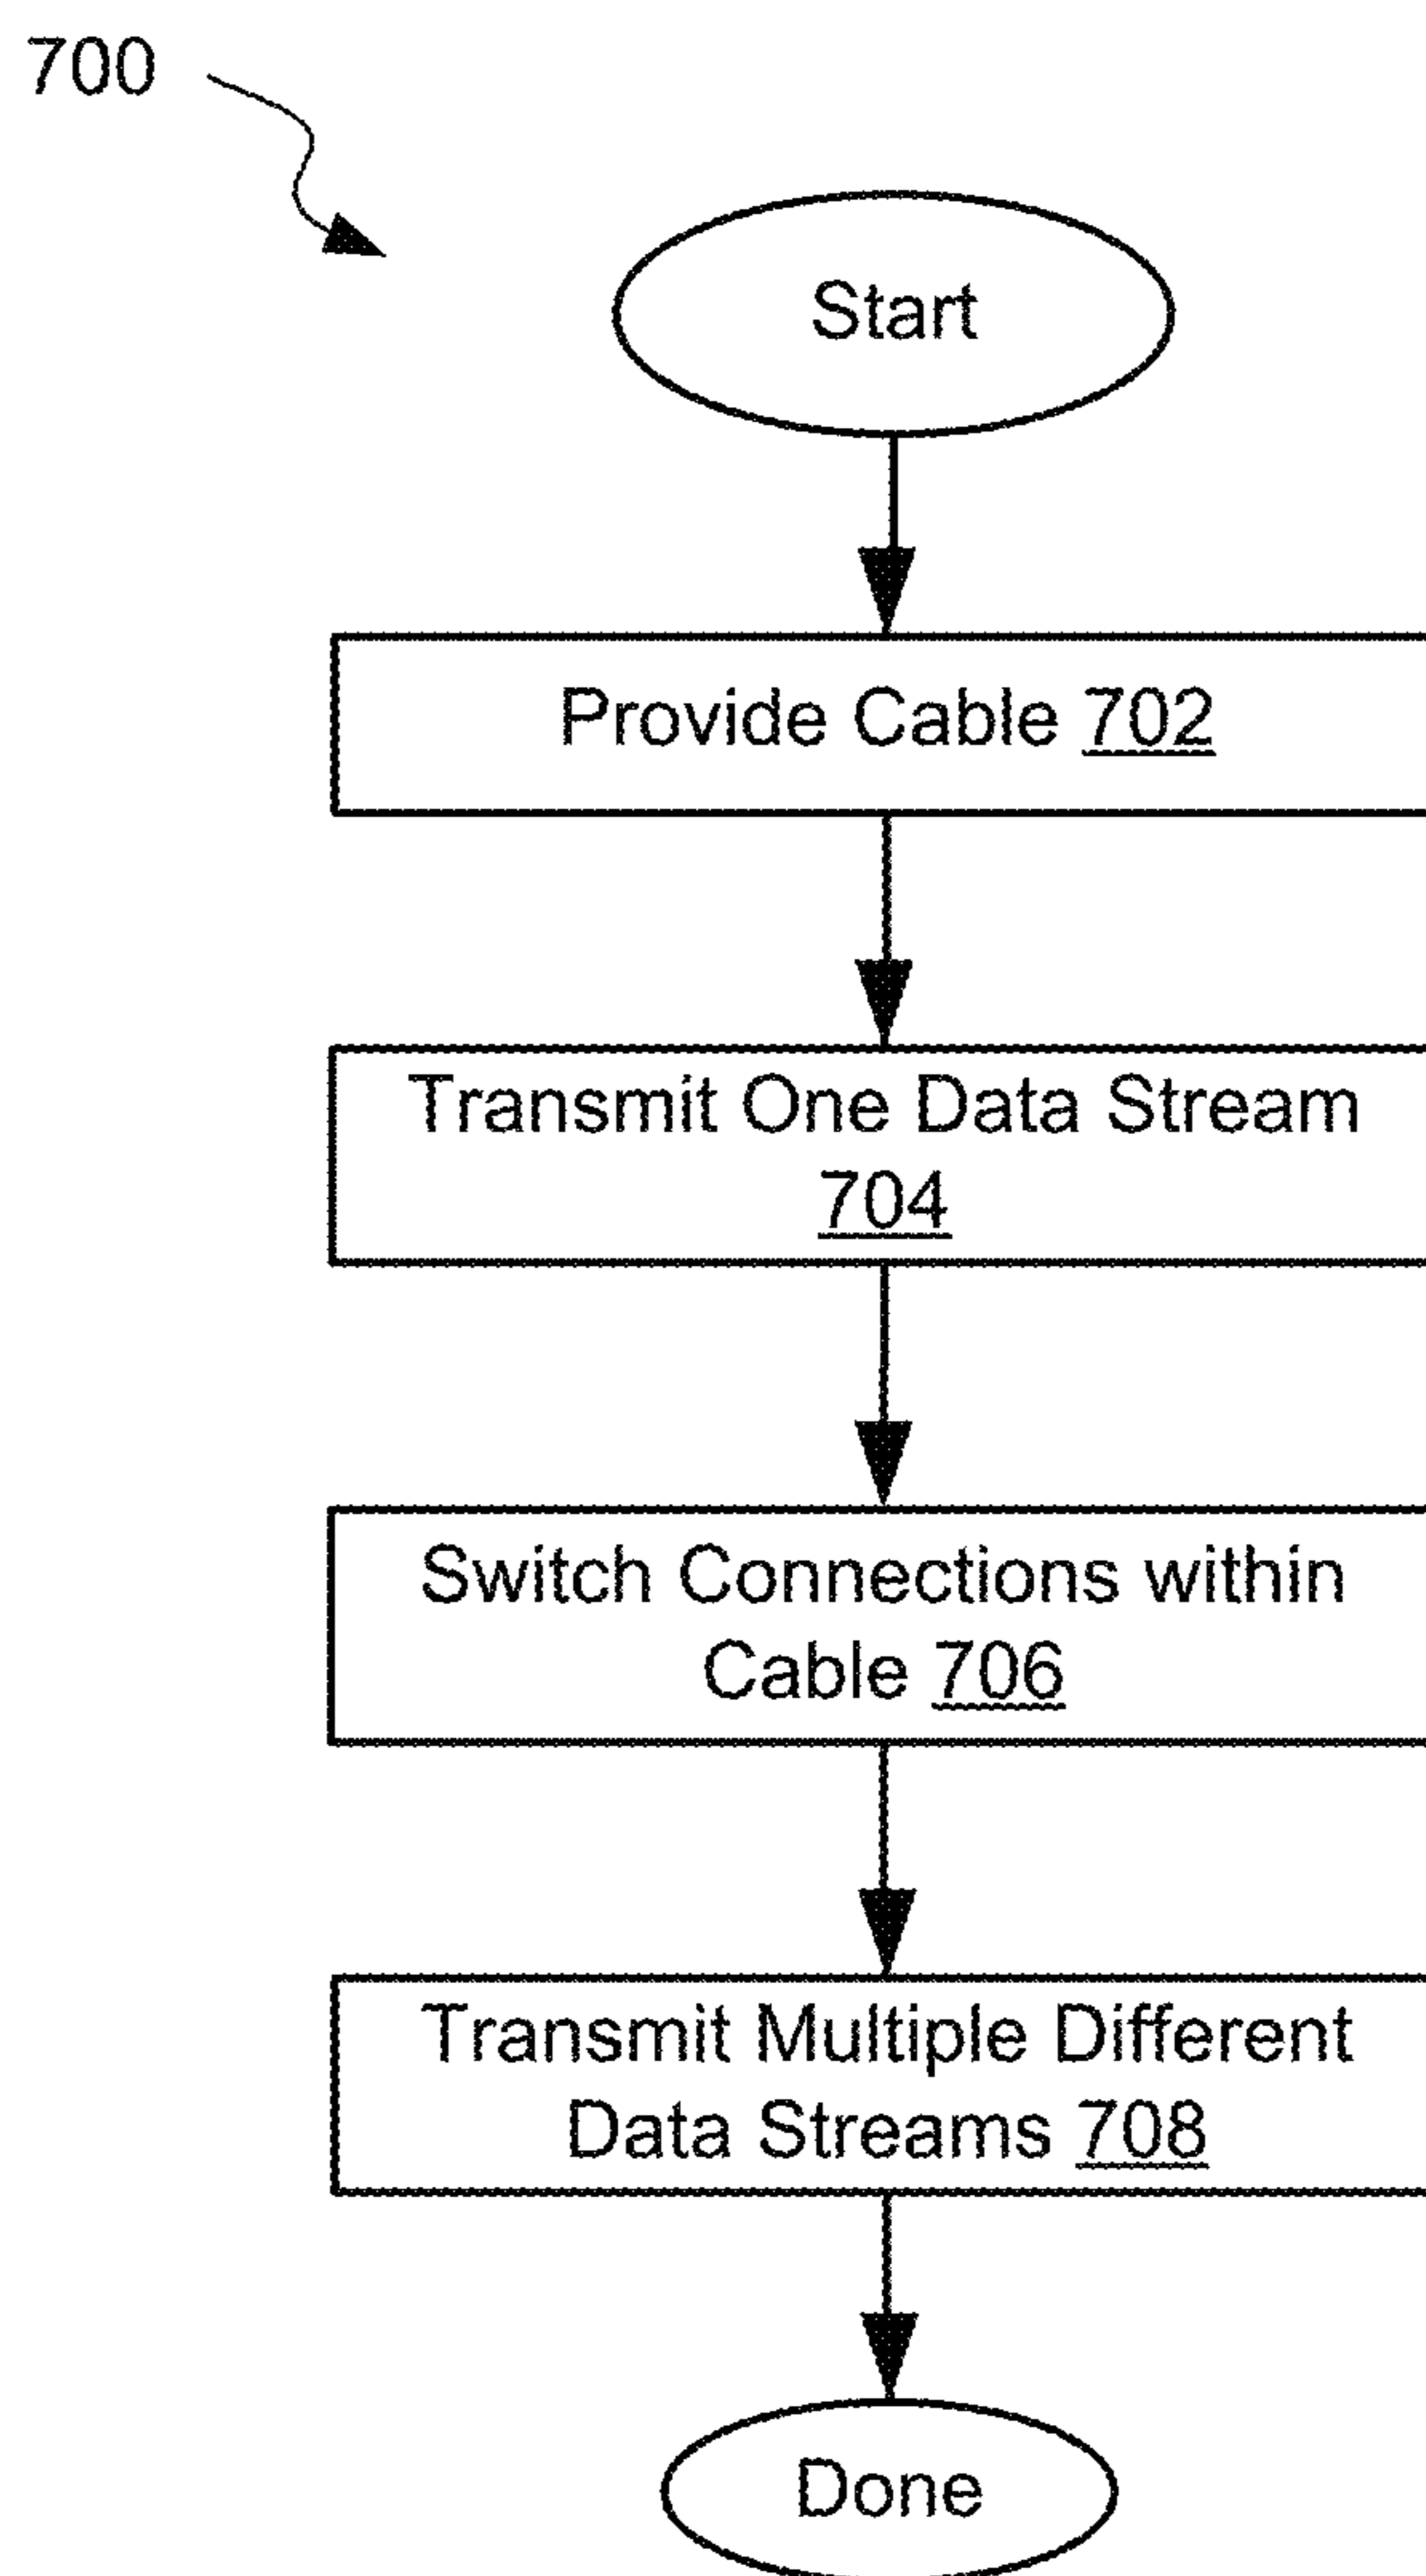 700
Start
Provide Cable 702
Transmit One Data Stream
704
Switch Connections within
Cable 706
Transmit Multiple Different
Data Streams 708
Done